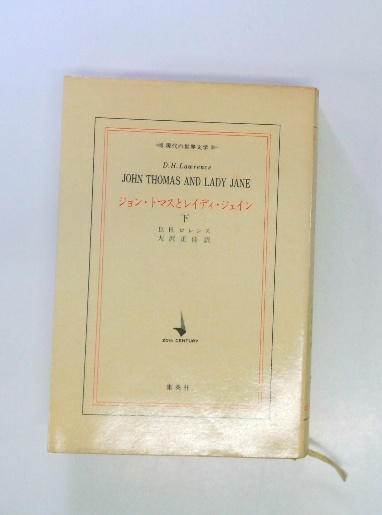 現代の世界文学
D.H.Lawrence
JOHN THOMAS AND LADY JANE
ジョン・トマスとレイディ・ジェイン
下
D. H. ロレンス
大沢正佳訳
20th CENTURY
集英社